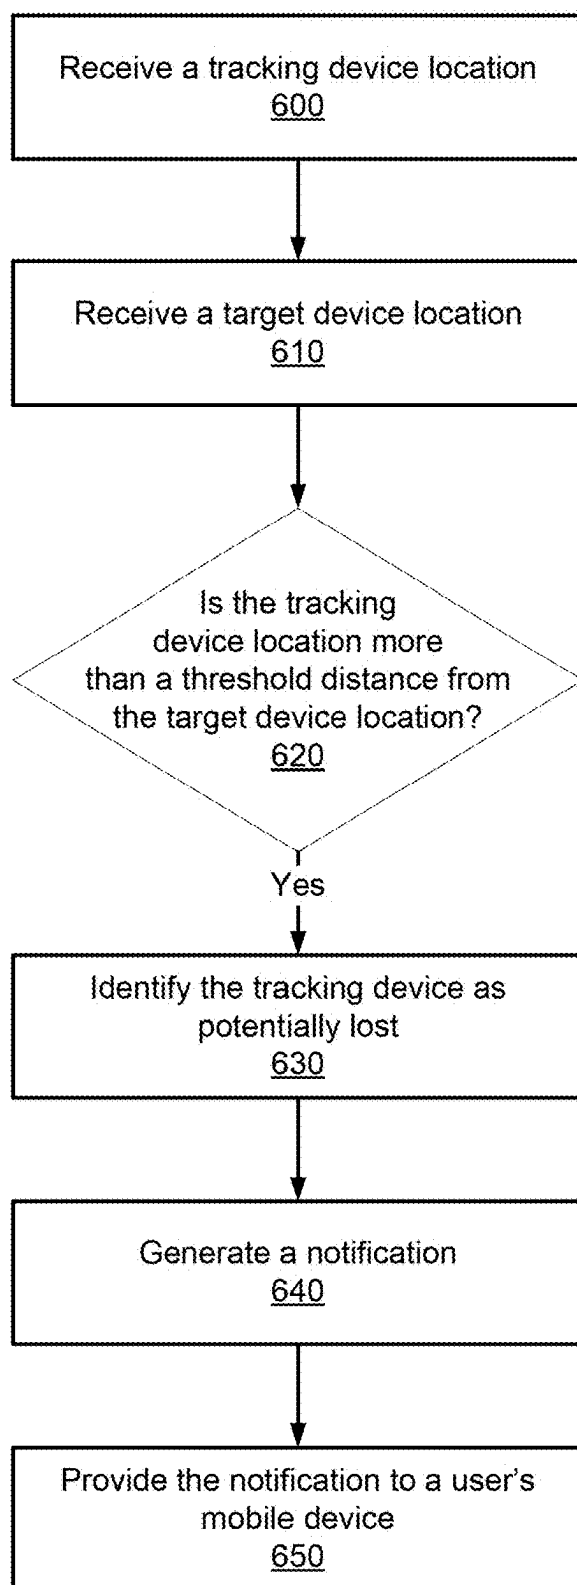 Receive a tracking device location
600
Receive a target device location
610
Is the tracking
device location more
than a threshold distance from
the target device location?
620
Yes
Identify the tracking device as
potentially lost
630
Generate a notification
640
Provide the notification to a user's
mobile device
650